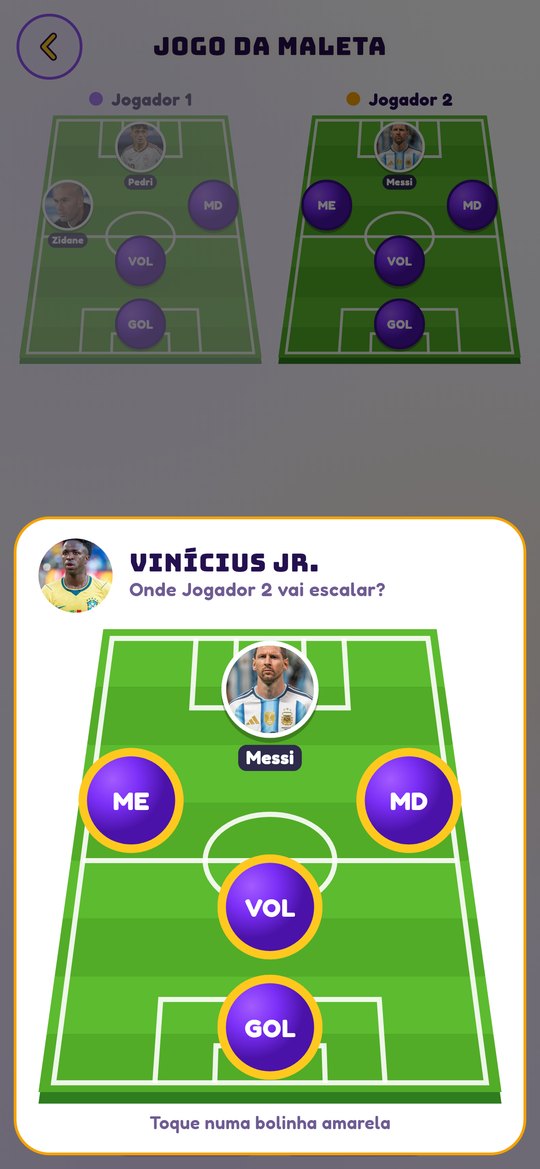 JOGO DA MALETA
Jogador 1
Jogador 2
Pedri
Messi
Zidane
MD
ME
MD
VOL
VOL
GOL
GOL
VINÍCIUS JR.
Onde Jogador 2 vai escalar?
Messi
ME
MD
VOL
GOL
Toque numa bolinha amarela